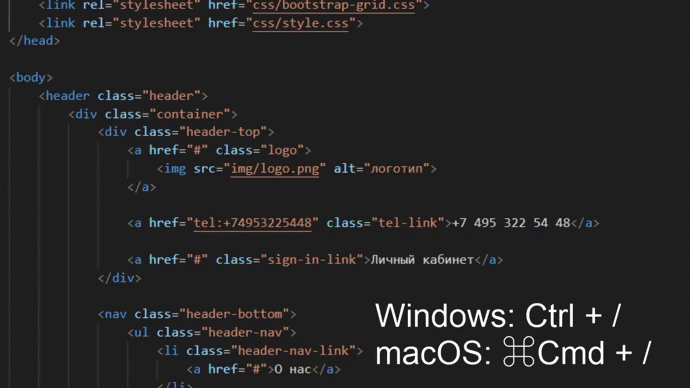 <link rel="stylesheet" href="css/bootstrap-grid.css">
<link rel="stylesheet" href="css/style.css">
</head>
<body>
<header class="header">
<div class="container">
<div class="header-top">
<a href="#" class="logo">
<img src="img/logo.png" alt="логотип">
</a>
<a href="tel:+74953225448" class="tel-link">+7 495 322 54 48</a>
<a href="#" class="sign-in-link">Личный кабинет</a>
</div>
<nav class="header-bottom">
<ul class="header-nav">
<li class="header-nav-link">
<a href="#">О нас</a>
</li>
Windows: Ctrl + /
macOS: ⌘Cmd + /